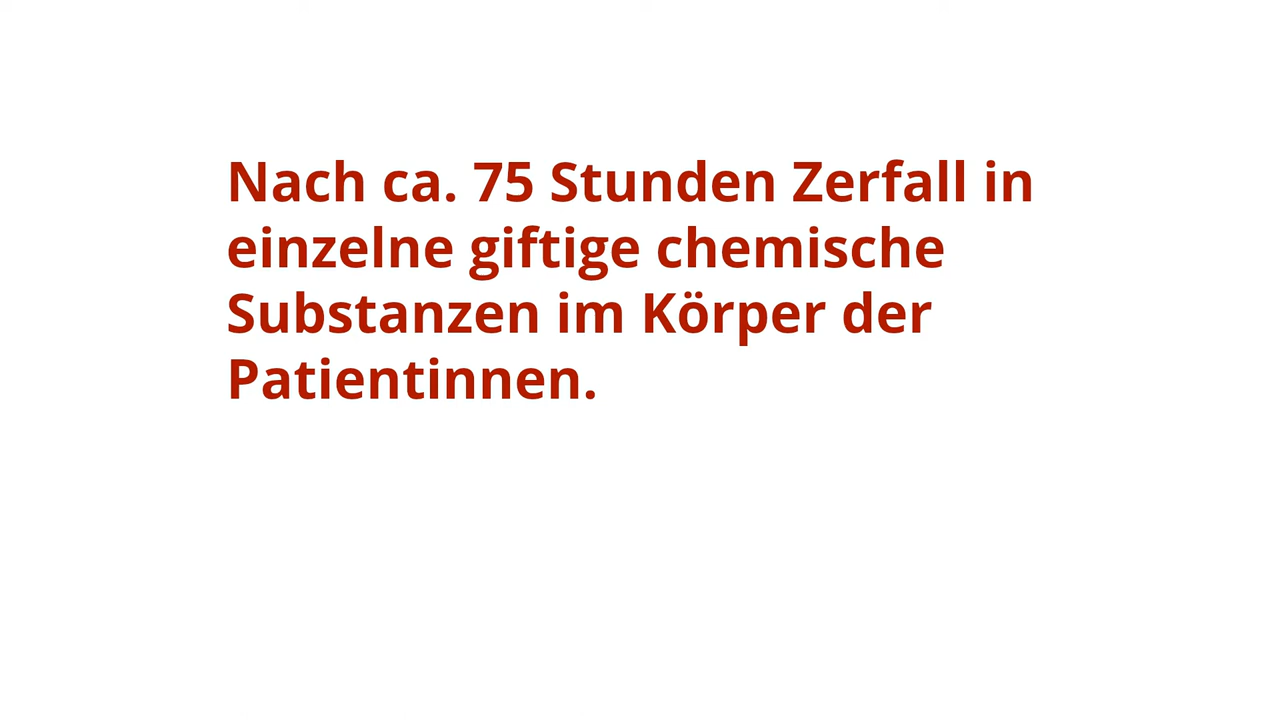 Nach ca. 75 Stunden Zerfall in
einzelne giftige chemische
Substanzen im Körper der
Patientinnen.